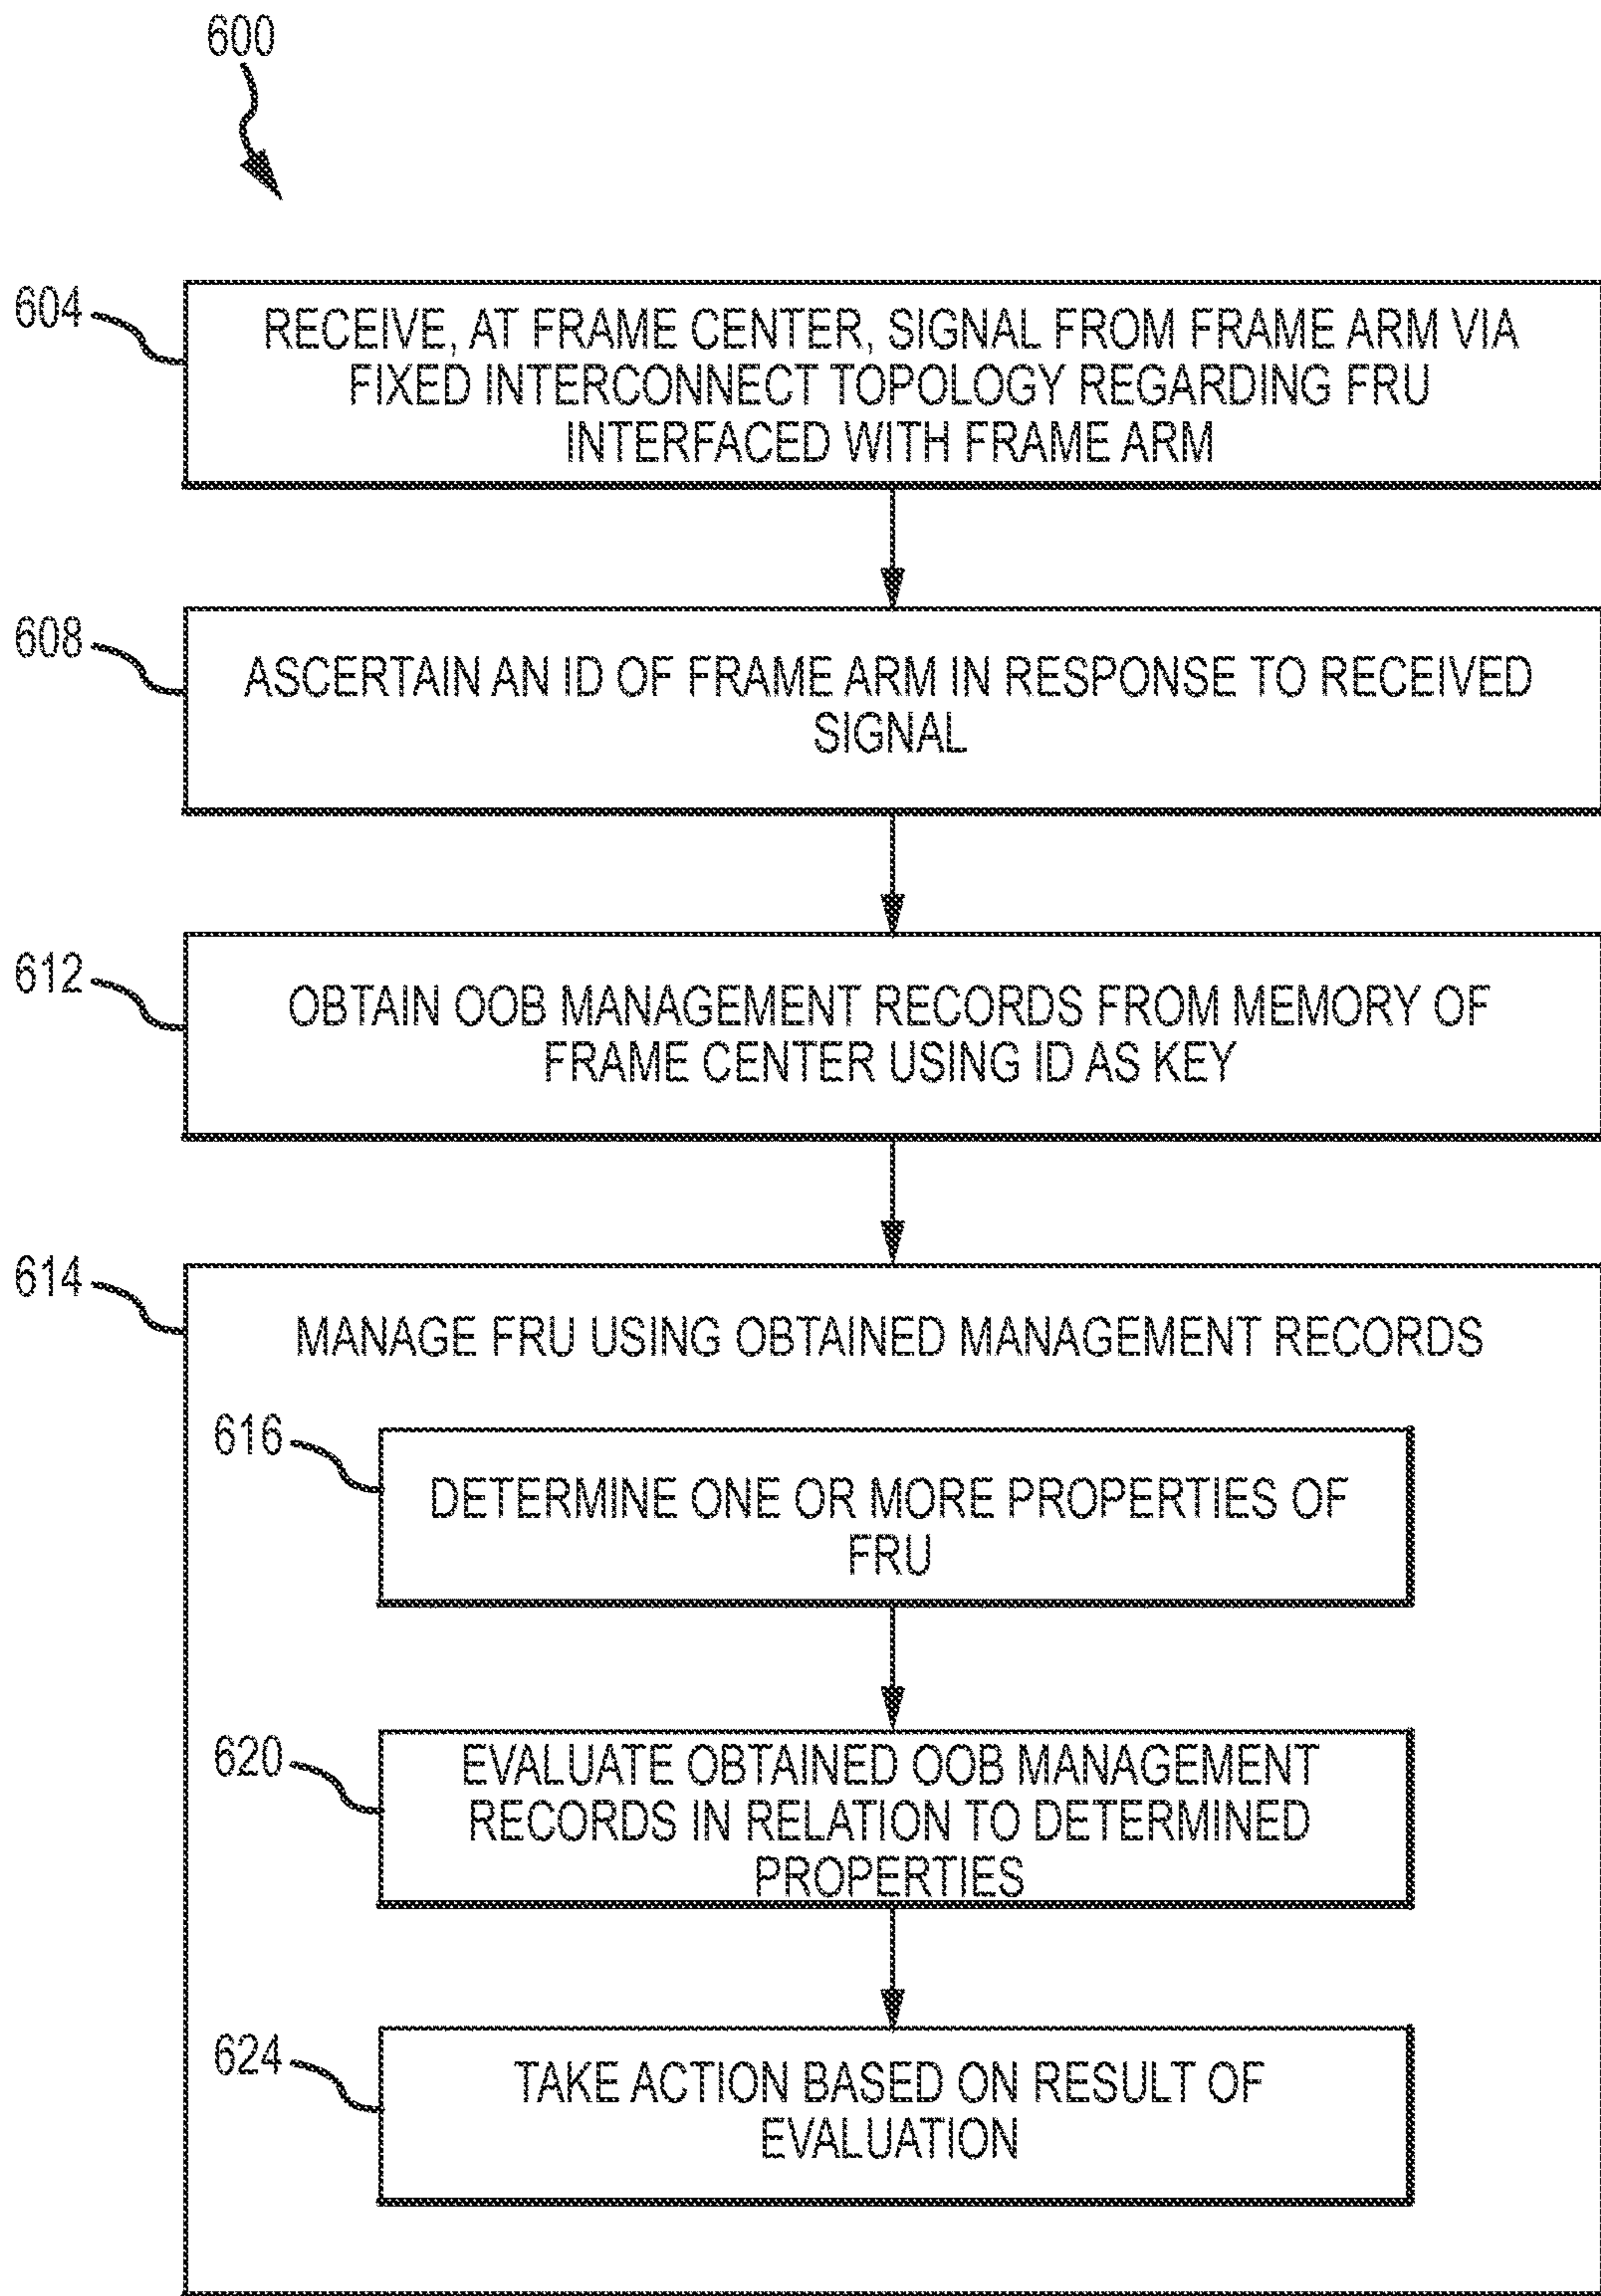 600
604
RECEIVE, AT FRAME CENTER, SIGNAL FROM FRAME ARM VIA
FIXED INTERCONNECT TOPOLOGY REGARDING FRU
INTERFACED WITH FRAME ARM
608
ASCERTAIN AN ID OF FRAME ARM IN RESPONSE TO RECEIVED
SIGNAL
612
OBTAIN OOB MANAGEMENT RECORDS FROM MEMORY OF
FRAME CENTER USING ID AS KEY
614
MANAGE FRU USING OBTAINED MANAGEMENT RECORDS
616
DETERMINE ONE OR MORE PROPERTIES OF
FRU
620
EVALUATE OBTAINED OOB MANAGEMENT
RECORDS IN RELATION TO DETERMINED
PROPERTIES
624
TAKE ACTION BASED ON RESULT OF
EVALUATION